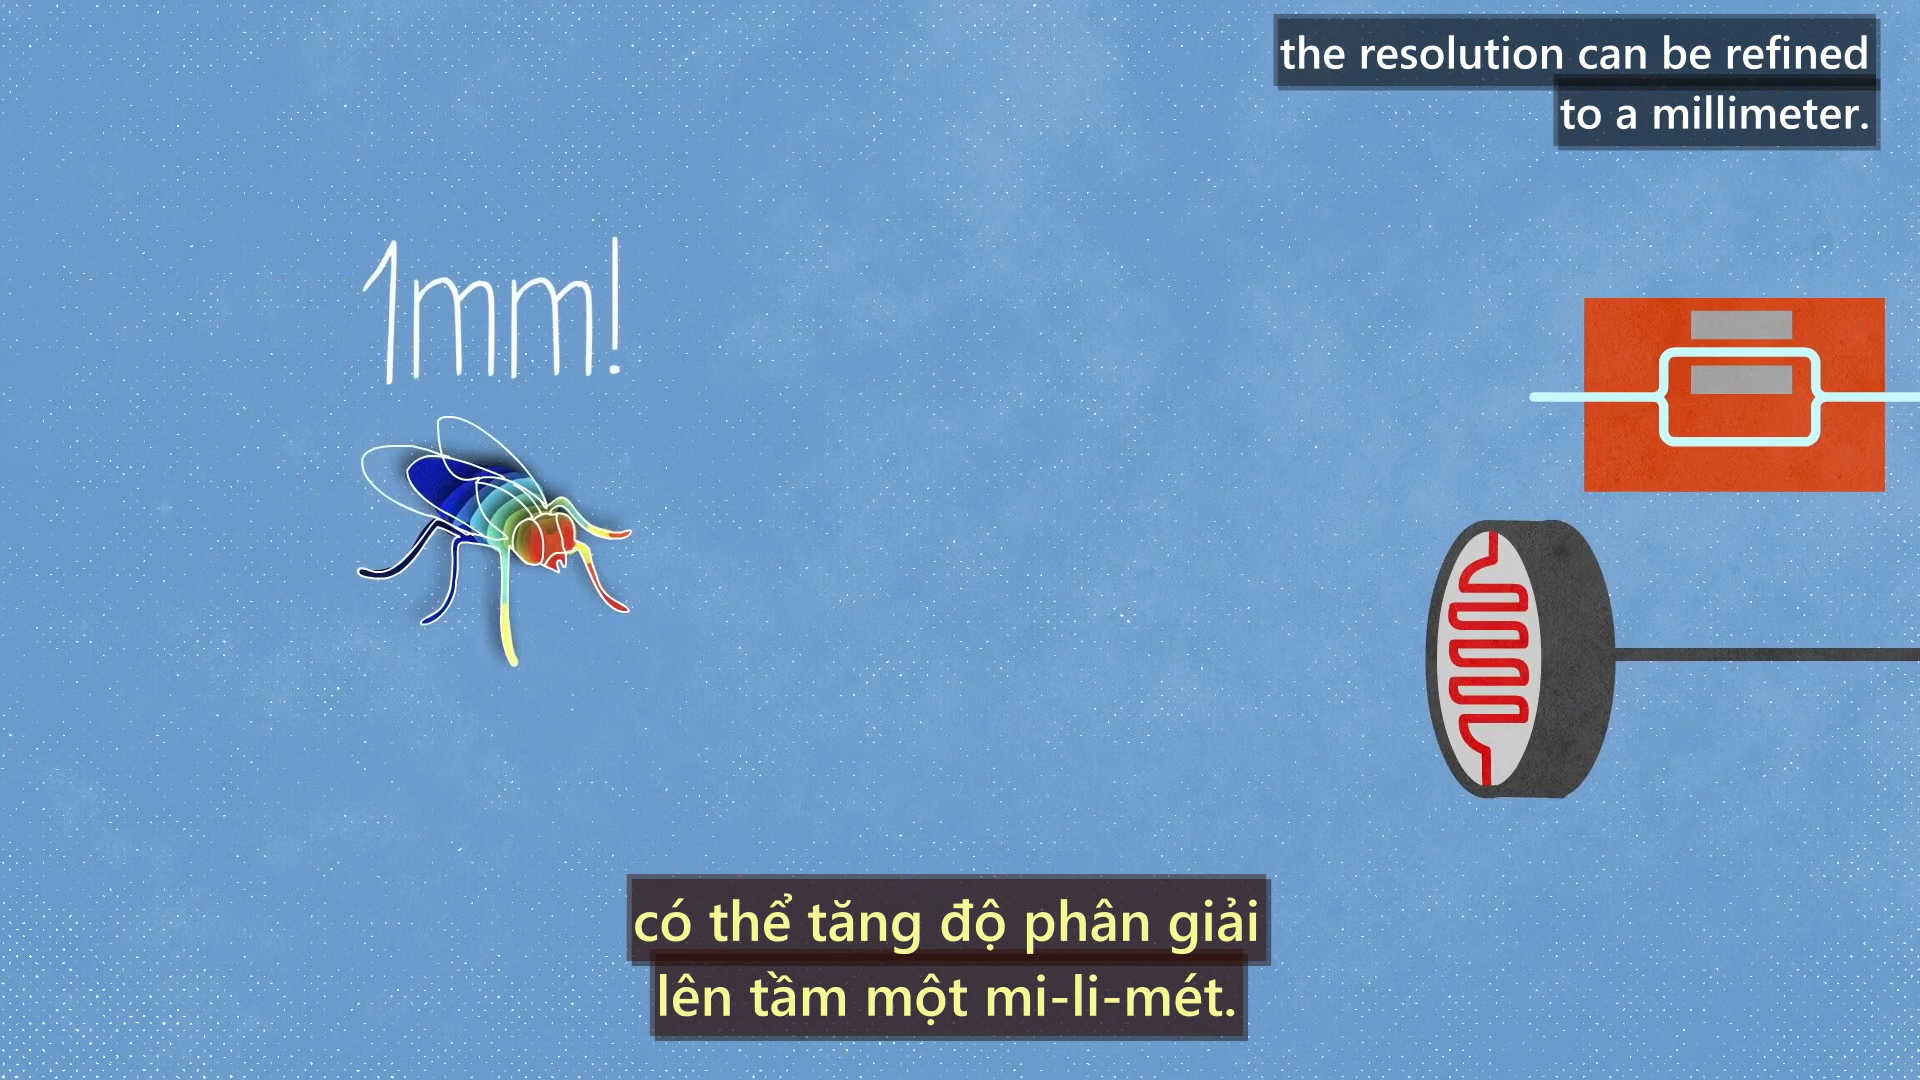 the resolution can be refined
to a millimeter.
1mm!
có thể tăng độ phân giải
lên tầm một mi-li-mét.